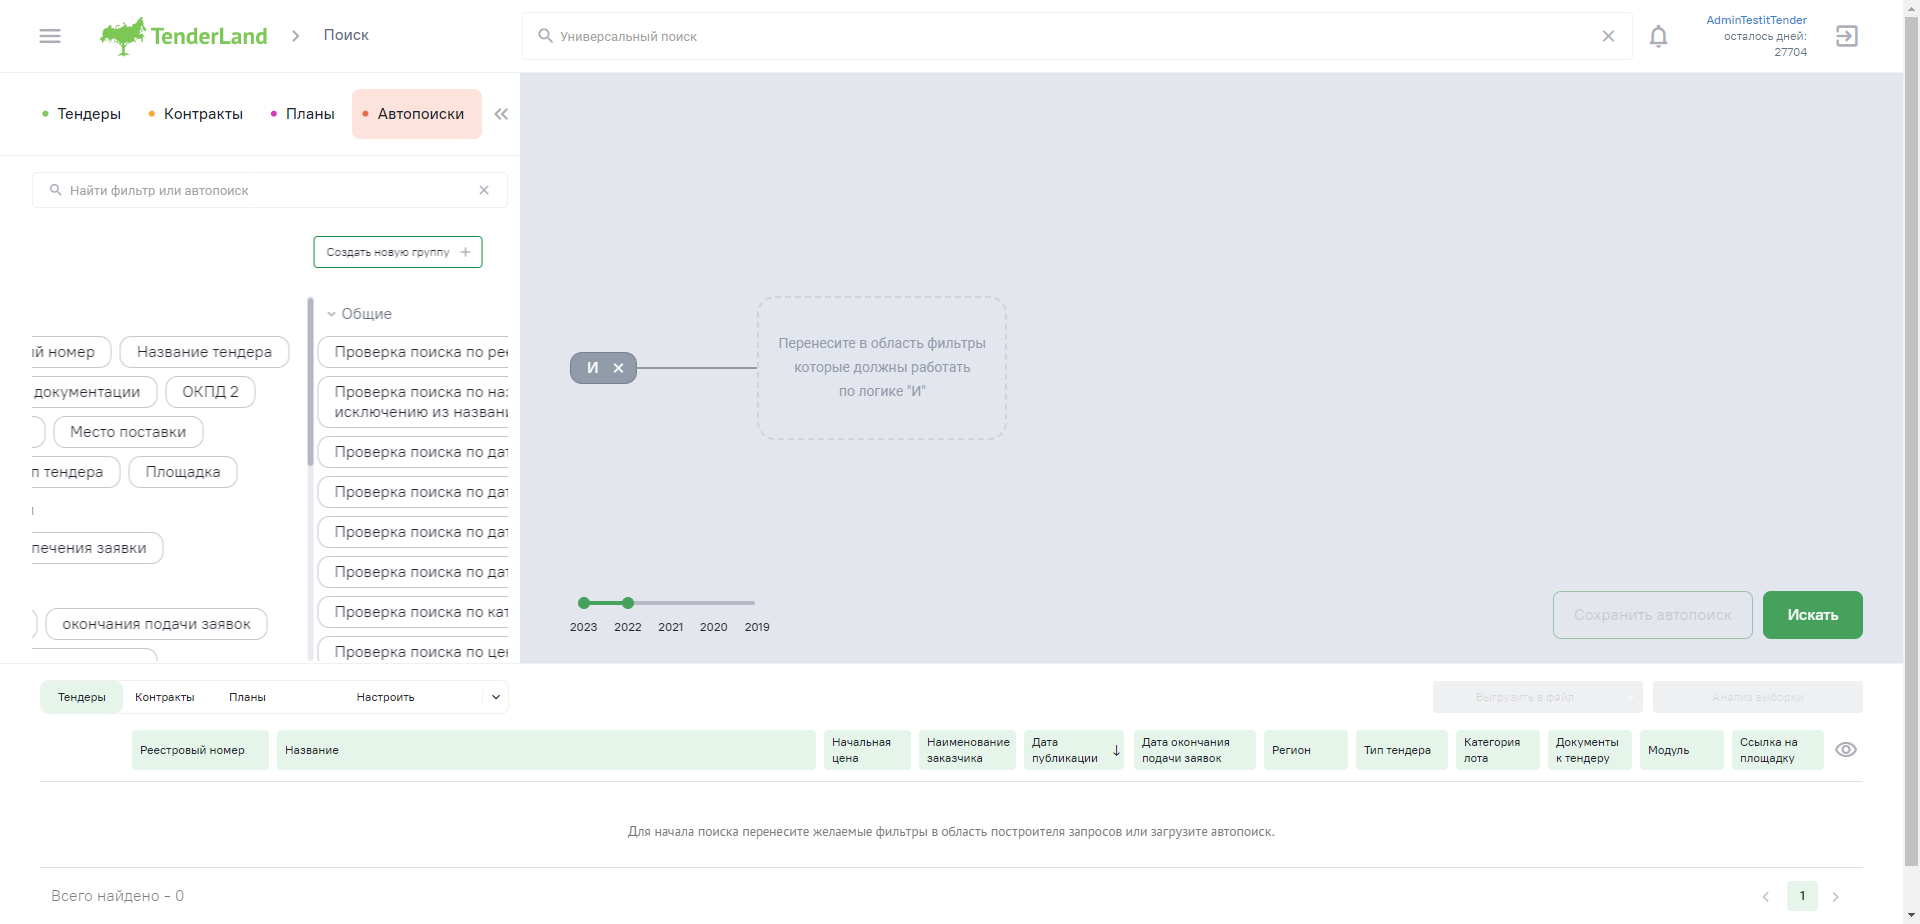 TenderLand
Поиск
Универсальный поиск
AdminTestitTender
осталось дней:
27704
Тендеры
Контракты
Планы
Автопоиски
Найти фильтр или автопоиск
Создать новую группу
Общие
й номер
Название тендера
документации
ОКПД 2
Место поставки
п тендера
Площадка
печения заявки
окончания подачи заявок
Проверка поиска по ре
Проверка поиска по на
исключению из назван
Проверка поиска по да
Проверка поиска по да
Проверка поиска по да
Проверка поиска по да
Проверка поиска по ка
Проверка поиска по це
И
Перенесите в область фильтры
которые должны работать
по логике "И"
2023
2022
2021
2020
2019
Сохранить автопоиск
Искать
Тендеры
Контракты
Планы
Настроить
Выгрузить в файл
Анализ выборки
Реестровый номер
Название
Начальная
цена
Наименование
заказчика
Дата
публикации
Дата окончания
подачи заявок
Регион
Тип тендера
Категория
лота
Документы
к тендеру
Модуль
Ссылка на
площадку
Для начала поиска перенесите желаемые фильтры в область построителя запросов или загрузите автопоиск.
Всего найдено - 0
1